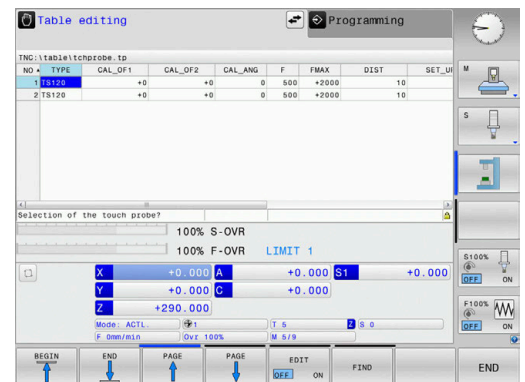 Table editing
Programming
TNC:\table\tchprobe.tp
NO TYPE CAL_OF1 CAL_OF2 CAL_ANG F FMAX DIST SET_U
1 TS120 +0 +0 0 500 +2000 10
2 TS120 +0 +0 0 500 +2000 10
Selection of the touch probe?
100% S-OVR
100% F-OVR LIMIT 1
X +0.000 A +0.000 S1 +0.000
Y +0.000 C +0.000
Z +290.000
Mode: ACTL. 1 T 5 Z S 0
F 0mm/min Ovr 100% M 5/9
M
S
S100%
OFF ON
F100%
OFF ON
BEGIN END PAGE PAGE EDIT FIND END
OFF ON